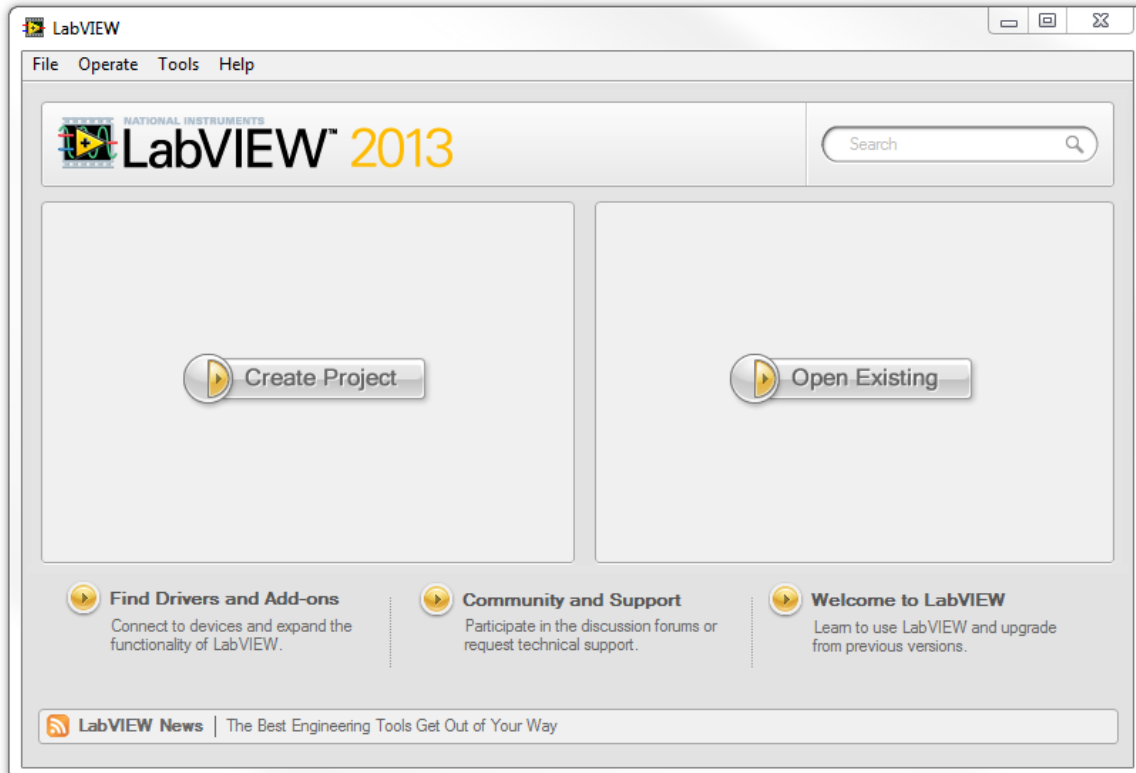 LabVIEW
File Operate Tools Help
NATIONAL INSTRUMENTS
LabVIEW™ 2013
Search
Create Project
Open Existing
Find Drivers and Add-ons
Connect to devices and expand the
functionality of LabVIEW.
Community and Support
Participate in the discussion forums or
request technical support.
Welcome to LabVIEW
Learn to use LabVIEW and upgrade
from previous versions.
LabVIEW News | The Best Engineering Tools Get Out of Your Way